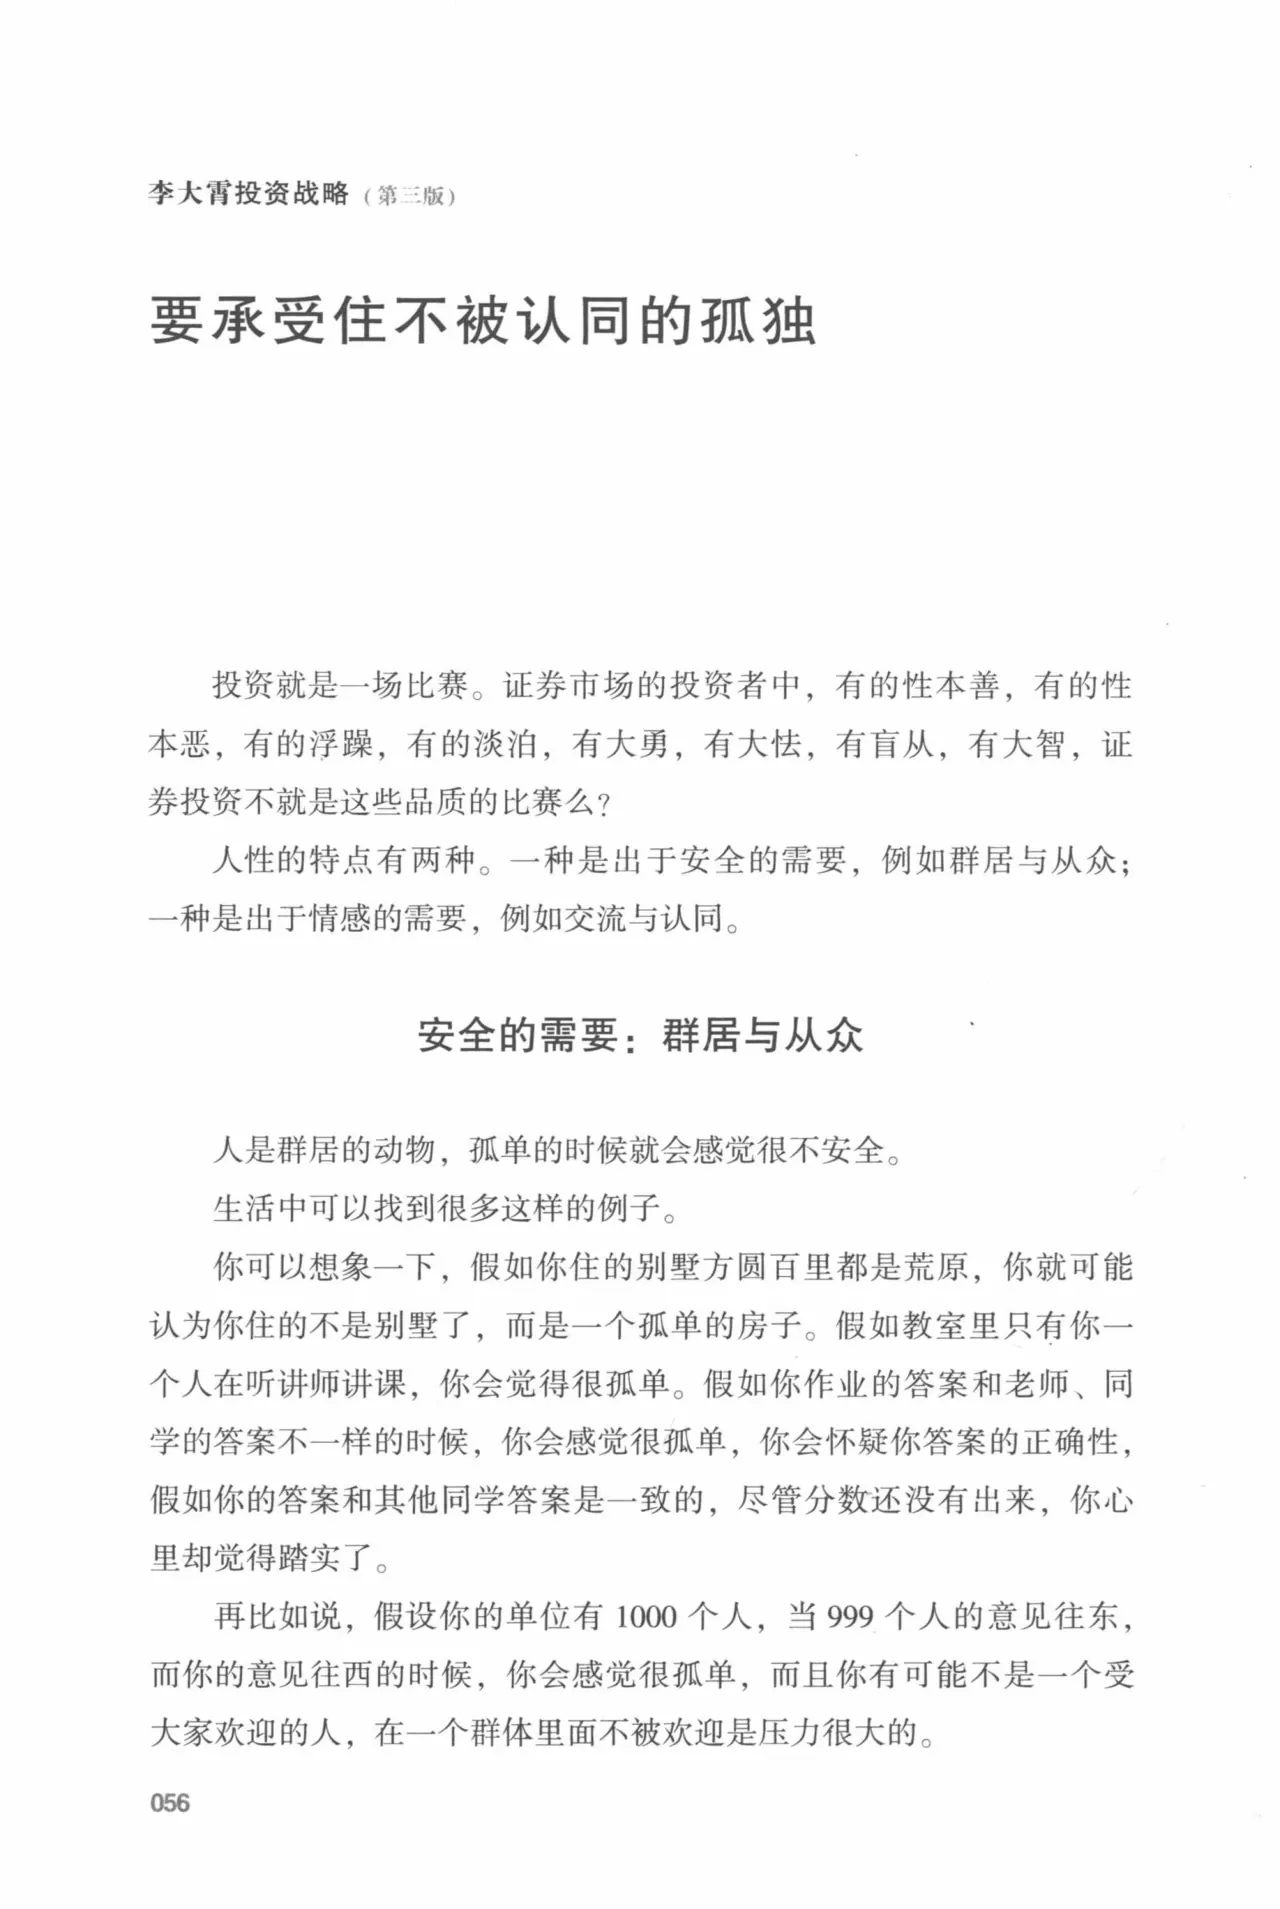 李大霄投资战略（第三版）
要承受住不被认同的孤独
投资就是一场比赛。证券市场的投资者中，有的性本善，有的性
本恶，有的浮躁，有的淡泊，有大勇，有大怯，有盲从，有大智，证
券投资不就是这些品质的比赛么？
人性的特点有两种。一种是出于安全的需要，例如群居与从众；
一种是出于情感的需要，例如交流与认同。
安全的需要：群居与从众
人是群居的动物，孤单的时候就会感觉很不安全。
生活中可以找到很多这样的例子。
你可以想象一下，假如你住的别墅方圆百里都是荒原，你就可能
认为你住的不是别墅了，而是一个孤单的房子。假如教室里只有你一
个人在听讲师讲课，你会觉得很孤单。假如你作业的答案和老师、同
学的答案不一样的时候，你会感觉很孤单，你会怀疑你答案的正确性，
假如你的答案和其他同学答案是一致的，尽管分数还没有出来，你心
里却觉得踏实了。
再比如说，假设你的单位有 1000 个人，当 999 个人的意见往东，
而你的意见往西的时候，你会感觉很孤单，而且你有可能不是一个受
大家欢迎的人，在一个群体里面不被欢迎是压力很大的。
056